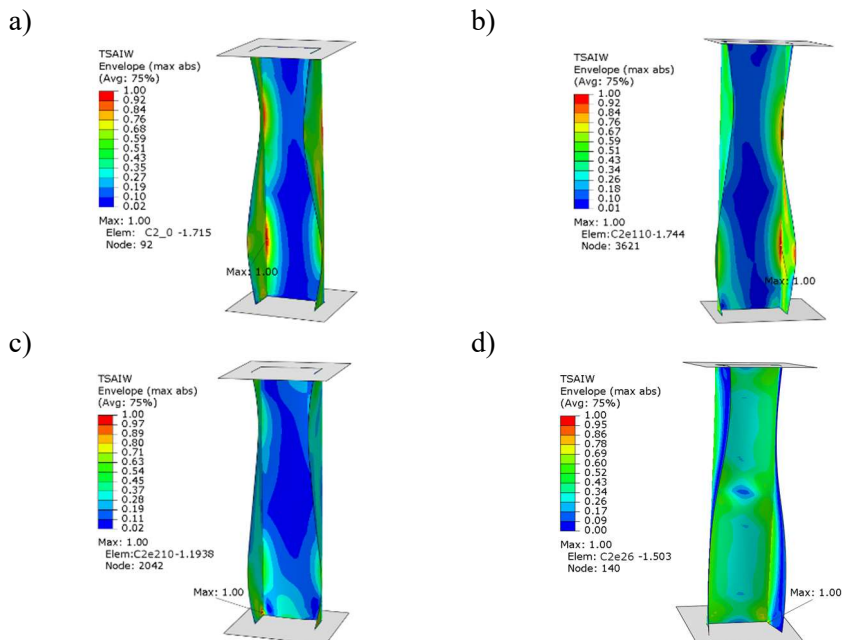 a)
TSAIW
Envelope (max abs)
(Avg: 75%)
1.00
0.92
0.84
0.76
0.68
0.59
0.51
0.43
0.35
0.27
0.19
0.10
0.02
Max: 1.00
Elem: C2_0 -1.715
Node: 92
Max: 1.00
b)
TSAIW
Envelope (max abs)
(Avg: 75%)
1.00
0.92
0.84
0.76
0.67
0.59
0.51
0.43
0.34
0.26
0.18
0.10
0.01
Max: 1.00
Elem:C2e110-1.744
Node: 3621
Max: 1.00
c)
TSAIW
Envelope (max abs)
(Avg: 75%)
1.00
0.97
0.89
0.80
0.71
0.63
0.54
0.45
0.37
0.28
0.19
0.11
0.02
Max: 1.00
Elem:C2e210-1.1938
Node: 2042
Max: 1.00
d)
TSAIW
Envelope (max abs)
(Avg: 75%)
1.00
0.95
0.86
0.78
0.69
0.60
0.52
0.43
0.34
0.26
0.17
0.09
0.00
Max: 1.00
Elem: C2e26 -1.503
Node: 140
Max: 1.00